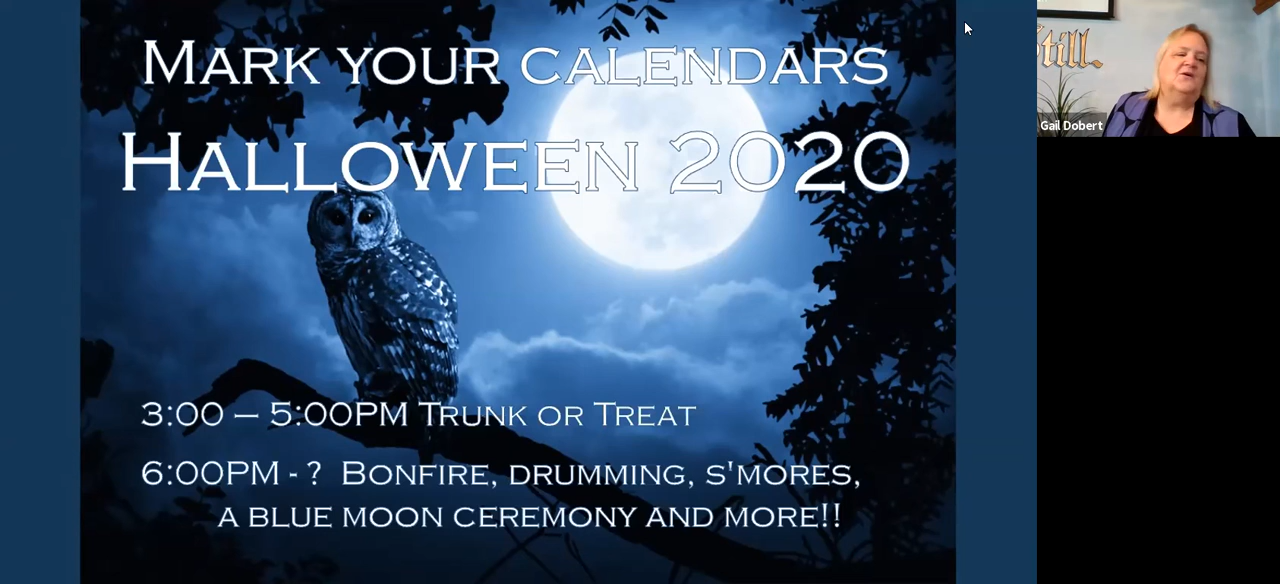 Mark your calendars
Halloween 2020
3:00 – 5:00PM Trunk or Treat
6:00PM - ? Bonfire, drumming, s'mores,
a blue moon ceremony and more!!
Still.
Gail Dobert